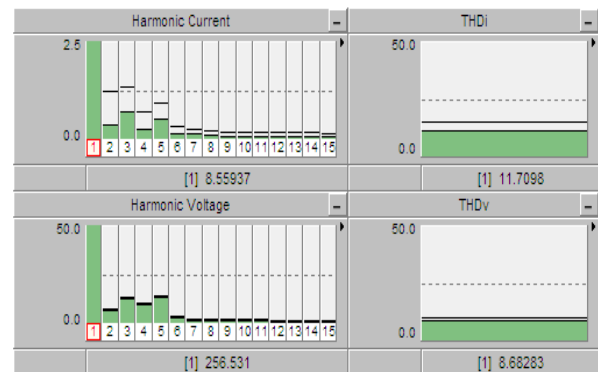 Harmonic Current
THDi
2.5
50.0
0.0
1 2 3 4 5 6 7 8 9 10 11 12 13 14 15
0.0
[1] 8.55937
[1] 11.7098
Harmonic Voltage
THDv
50.0
50.0
0.0
1 2 3 4 5 6 7 8 9 10 11 12 13 14 15
0.0
[1] 256.531
[1] 8.68283